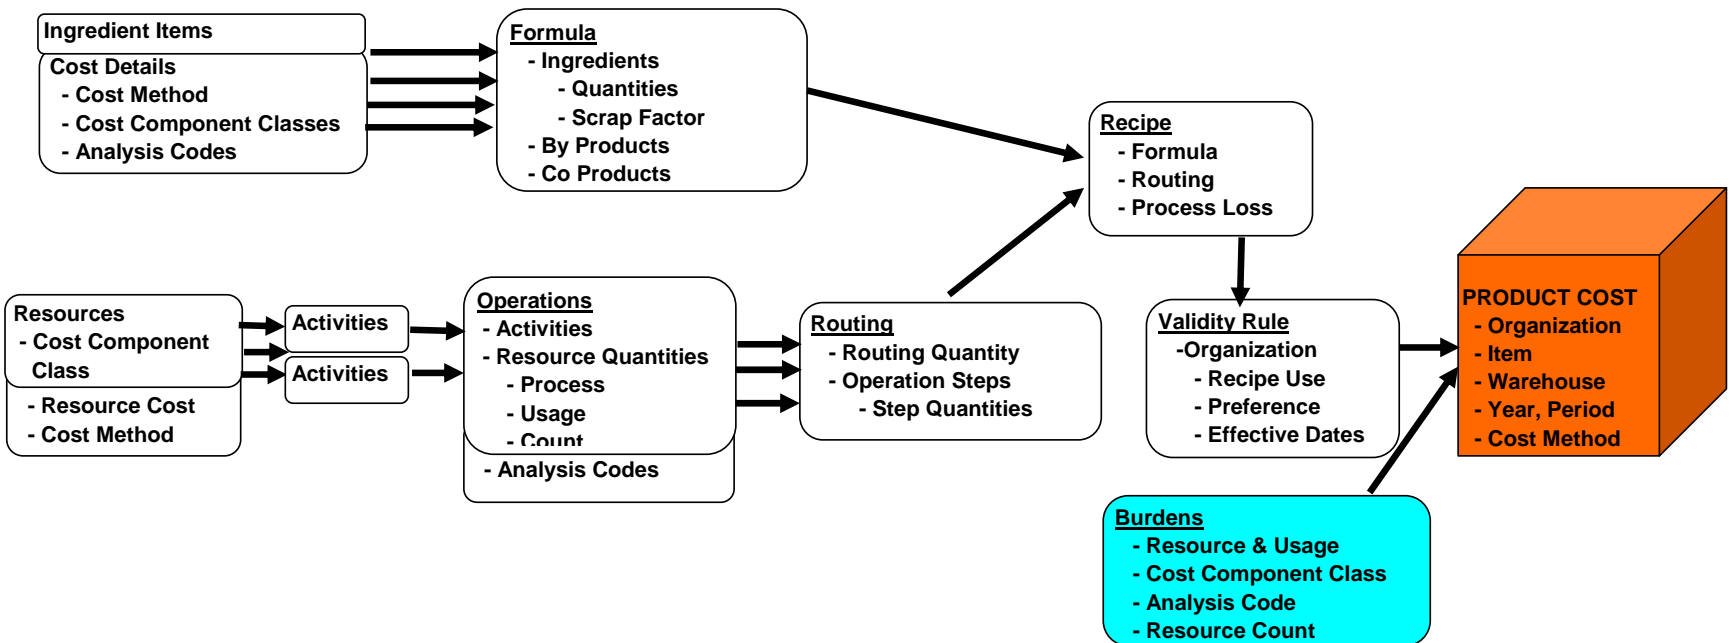 Ingredient Items
Cost Details
- Cost Method
- Cost Component Classes
- Analysis Codes
Formula
- Ingredients
- Quantities
- Scrap Factor
- By Products
- Co Products
Recipe
- Formula
- Routing
- Process Loss
Resources
- Cost Component
Class
- Resource Cost
- Cost Method
Activities
Activities
Operations
- Activities
- Resource Quantities
- Process
- Usage
- Count
- Analysis Codes
Routing
- Routing Quantity
- Operation Steps
- Step Quantities
Validity Rule
-Organization
- Recipe Use
- Preference
- Effective Dates
PRODUCT COST
- Organization
- Item
- Warehouse
- Year, Period
- Cost Method
Burdens
- Resource & Usage
- Cost Component Class
- Analysis Code
- Resource Count